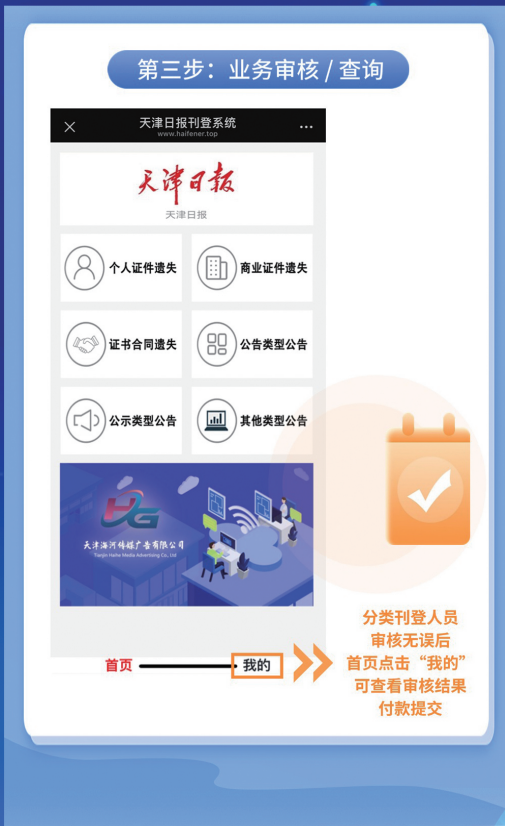 第三步：业务审核 / 查询
天津日报刊登系统
www.haifener.top
天津日报
天津日报
个人证件遗失
商业证件遗失
证书合同遗失
公告类型公告
公示类型公告
其他类型公告
HG
天津海河传媒广告有限公司
Tianjin Haihe Media Advertising Co., Ltd
首页
我的
分类刊登人员
审核无误后
首页点击“我的”
可查看审核结果
付款提交